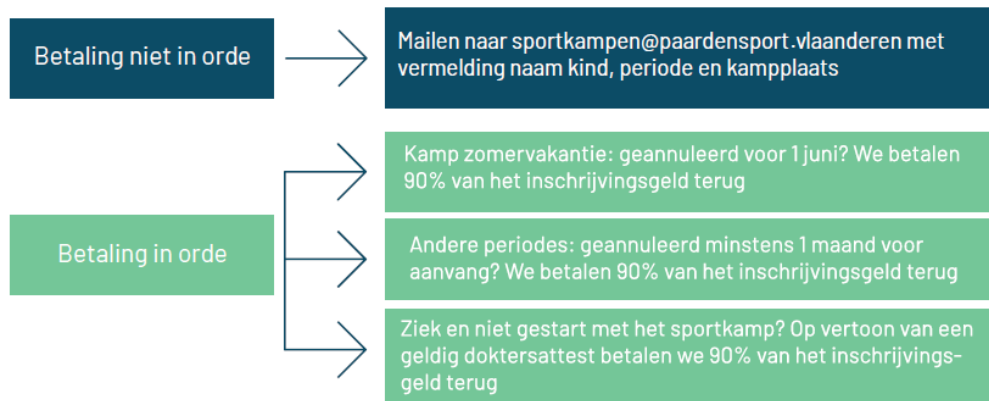 Betaling niet in orde
Mailen naar sportkampen@paardensport.vlaanderen met
vermelding naam kind, periode en kampplaats
Betaling in orde
Kamp zomervakantie: geannuleerd voor 1 juni? We betalen
90% van het inschrijvingsgeld terug
Andere periodes: geannuleerd minstens 1 maand voor
aanvang? We betalen 90% van het inschrijvingsgeld terug
Ziek en niet gestart met het sportkamp? Op vertoon van een
geldig doktersattest betalen we 90% van het inschrijvings-
geld terug